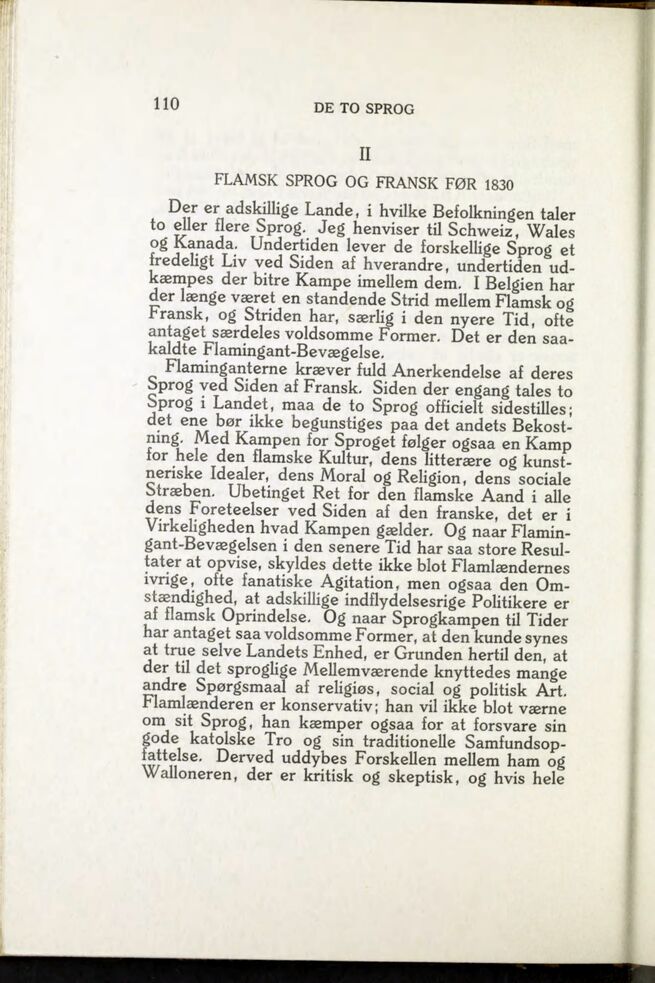 110
DE TO SPROG
II
FLAMSK SPROG OG FRANSK FØR 1830
Der er adskillige Lande, i hvilke Befolkningen taler
to eller flere Sprog. Jeg henviser til Schweiz, Wales
og Kanada. Undertiden lever de forskellige Sprog et
fredeligt Liv ved Siden af hverandre, undertiden ud-
kæmpes der bitre Kampe imellem dem. I Belgien har
der længe været en standende Strid mellem Flamsk og
Fransk, og Striden har, særlig i den nyere Tid, ofte
antaget særdeles voldsomme Former. Det er den saa-
kaldte Flamingant-Bevægelse.
Flaminganterne kræver fuld Anerkendelse af deres
Sprog ved Siden af Fransk. Siden der engang tales to
Sprog i Landet, maa de to Sprog officielt sidestilles;
det ene bør ikke begunstiges paa det andets Bekost-
ning. Med Kampen for Sproget følger ogsaa en Kamp
for hele den flamske Kultur, dens litterære og kunst-
neriske Idealer, dens Moral og Religion, dens sociale
Stræben. Ubetinget Ret for den flamske Aand i alle
dens Foreteelser ved Siden af den franske, det er i
Virkeligheden hvad Kampen gælder. Og naar Flamin-
gant-Bevægelsen i den senere Tid har saa store Resul-
tater at opvise, skyldes dette ikke blot Flamlændernes
ivrige, ofte fanatiske Agitation, men ogsaa den Om-
stændighed, at adskillige indflydelsesrige Politikere er
af flamsk Oprindelse. Og naar Sprogkampen til Tider
har antaget saa voldsomme Former, at den kunde synes
at true selve Landets Enhed, er Grunden hertil den, at
der til det sproglige Mellemværende knyttedes mange
andre Spørgsmaal af religiøs, social og politisk Art.
Flamlænderen er konservativ; han vil ikke blot værne
om sit Sprog, han kæmper ogsaa for at forsvare sin
gode katolske Tro og sin traditionelle Samfundsop-
fattelse. Derved uddybes Forskellen mellem ham og
Walloneren, der er kritisk og skeptisk, og hvis hele